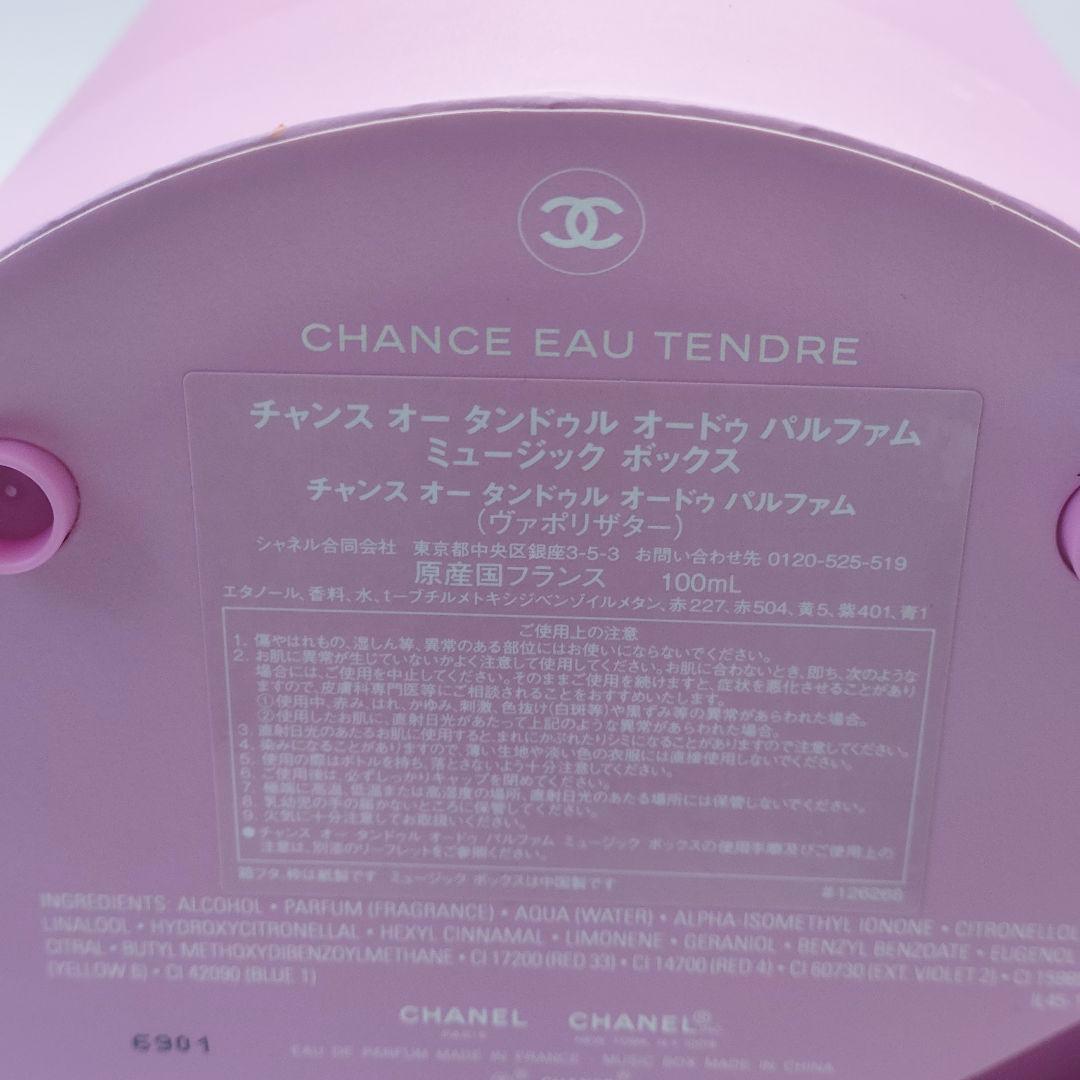 CHANCE EAU TENDRE
チャンス オー タンドゥル オードゥ パルファム
ミュージック ボックス
チャンス オー タンドゥル オードゥ パルファム
(ヴァポリザター)
シャネル合同会社 東京都中央区銀座3-5-3 お問い合わせ先 0120-525-519
原産国フランス 100mL
エタノール、香料、水、t-ブチルメトキシジベンゾイルメタン、赤227、赤504、黄5、紫401、青1
ご使用上の注意
1. 傷やはれもの、湿しん等、異常のある部位にはお使いにならないでください。
2. お肌に異常が生じていないかよく注意して使用してください。お肌に合わないとき、即ち、次のような
場合には、ご使用を中止してください。そのままご使用を続けますと、症状を悪化させることがあり
ますので、皮膚科専門医等にご相談されることをおすすめいたします。
①使用中、赤み、はれ、かゆみ、刺激、色抜け(白斑等)や黒ずみ等の異常があらわれた場合。
②使用したお肌に、直射日光があたって上記のような異常があらわれた場合。
3. 直射日光のあたるお肌に使用すると、まれにかぶれたりシミになることがありますので注意してください。
4. 染みになることがありますので、薄い生地や淡い色の衣服には直接使用しないでください。
5. 使用の際はボトルを持ち、落とさないよう十分注意してください。
6. ご使用後は、必ずしっかりキャップを閉めてください。
7. 極端に高温、低温または高湿度の場所、直射日光のあたる場所には保管しないでください。
8. 乳幼児の手の届かないところに保管してください。
9. 火気に十分注意してお取扱いください。
●チャンス オー タンドゥル オードゥ パルファム ミュージック ボックスの使用手順及びご使用上の
注意は、別添のリーフレットをご参照ください。
箱フタ、枠は紙製です ミュージック ボックスは中国製です #126268
INGREDIENTS: ALCOHOL • PARFUM (FRAGRANCE) • AQUA (WATER) • ALPHA-ISOMETHYL IONONE • CITRONELLOL
LINALOOL • HYDROXYCITRONELLAL • HEXYL CINNAMAL • LIMONENE • GERANIOL • BENZYL BENZOATE • EUGENOL
CITRAL • BUTYL METHOXYDIBENZOYLMETHANE • CI 17200 (RED 33) • CI 14700 (RED 4) • CI 60730 (EXT. VIOLET 2) • CI
(YELLOW 5) • CI 42090 (BLUE 1)
CHANEL CHANEL®
PARIS NEW YORK, N.Y.
6901
EAU DE PARFUM MADE IN FRANCE MUSIC BOX MADE IN CHINA